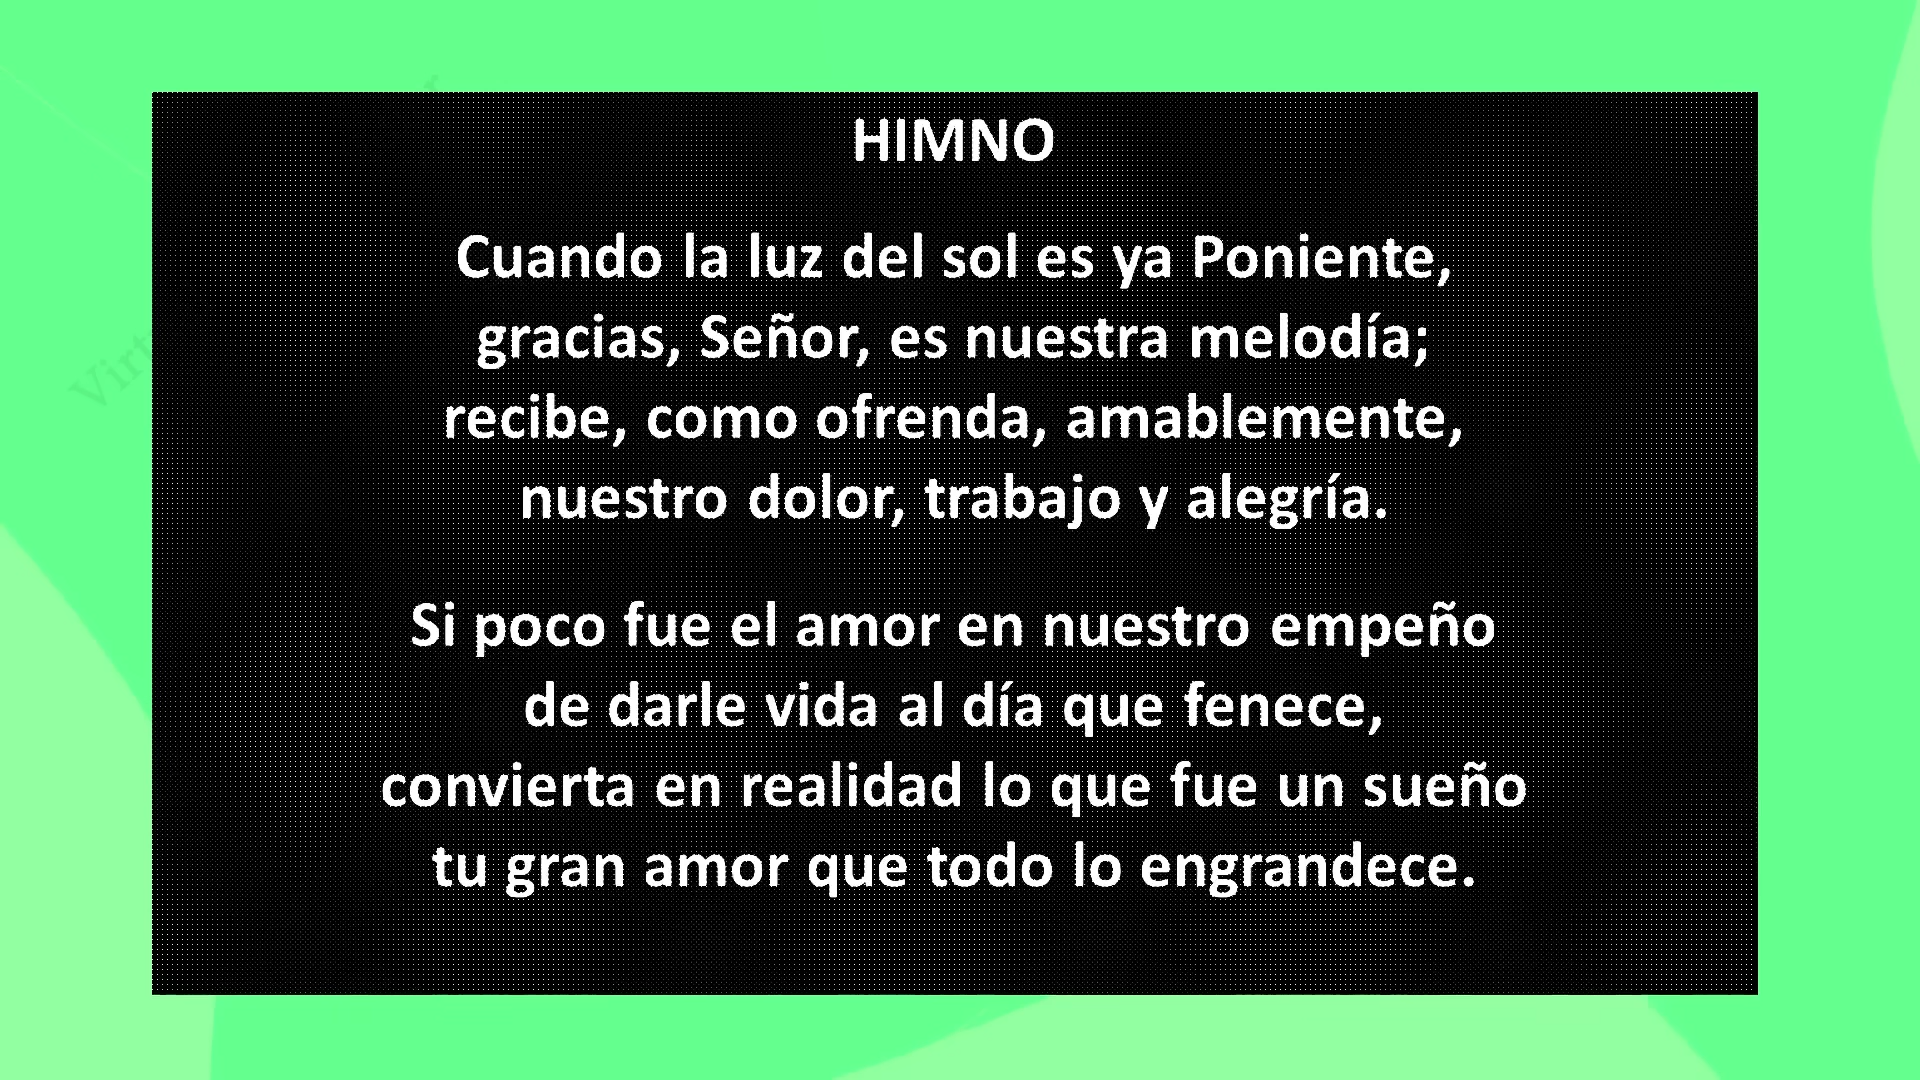 HIMNO
Cuando la luz del sol es ya Poniente,
gracias, Señor, es nuestra melodía;
recibe, como ofrenda, amablemente,
nuestro dolor, trabajo y alegría.
Si poco fue el amor en nuestro empeño
de darle vida al día que fenece,
convierta en realidad lo que fue un sueño
tu gran amor que todo lo engrandece.